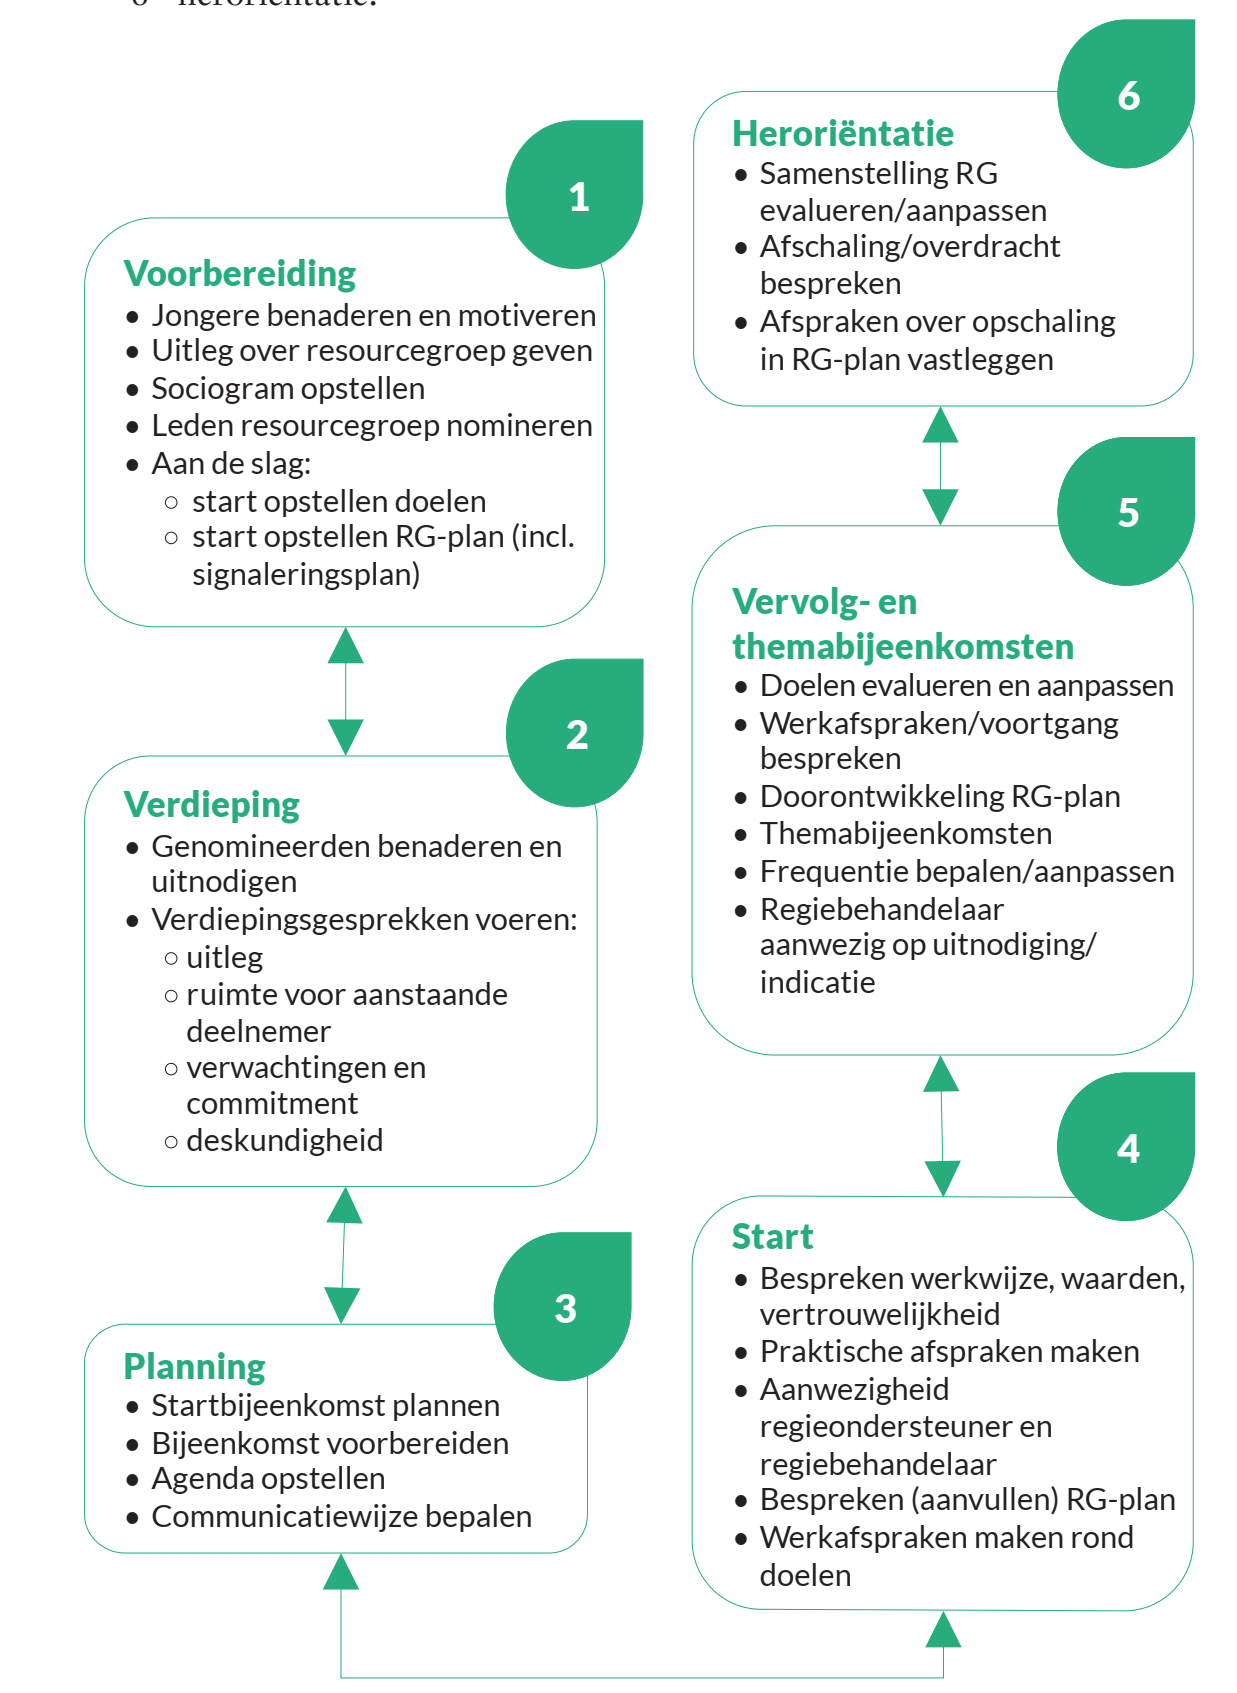 6 heroriëntatie.
1
Voorbereiding
• Jongere benaderen en motiveren
• Uitleg over resourcegroep geven
• Sociogram opstellen
• Leden resourcegroep nomineren
• Aan de slag:
○ start opstellen doelen
○ start opstellen RG-plan (incl.
signaleringsplan)
2
Verdieping
• Genomineerden benaderen en
uitnodigen
• Verdiepingsgesprekken voeren:
○ uitleg
○ ruimte voor aanstaande
deelnemer
○ verwachtingen en
commitment
○ deskundigheid
3
Planning
• Startbijeenkomst plannen
• Bijeenkomst voorbereiden
• Agenda opstellen
• Communicatiewijze bepalen
4
Start
• Bespreken werkwijze, waarden,
vertrouwelijkheid
• Praktische afspraken maken
• Aanwezigheid
regieondersteuner en
regiebehandelaar
• Bespreken (aanvullen) RG-plan
• Werkafspraken maken rond
doelen
5
Vervolg- en
themabijeenkomsten
• Doelen evalueren en aanpassen
• Werkafspraken/voortgang
bespreken
• Doorontwikkeling RG-plan
• Themabijeenkomsten
• Frequentie bepalen/aanpassen
• Regiebehandelaar
aanwezig op uitnodiging/
indicatie
6
Heroriëntatie
• Samenstelling RG
evalueren/aanpassen
• Afschaling/overdracht
bespreken
• Afspraken over opschaling
in RG-plan vastleggen